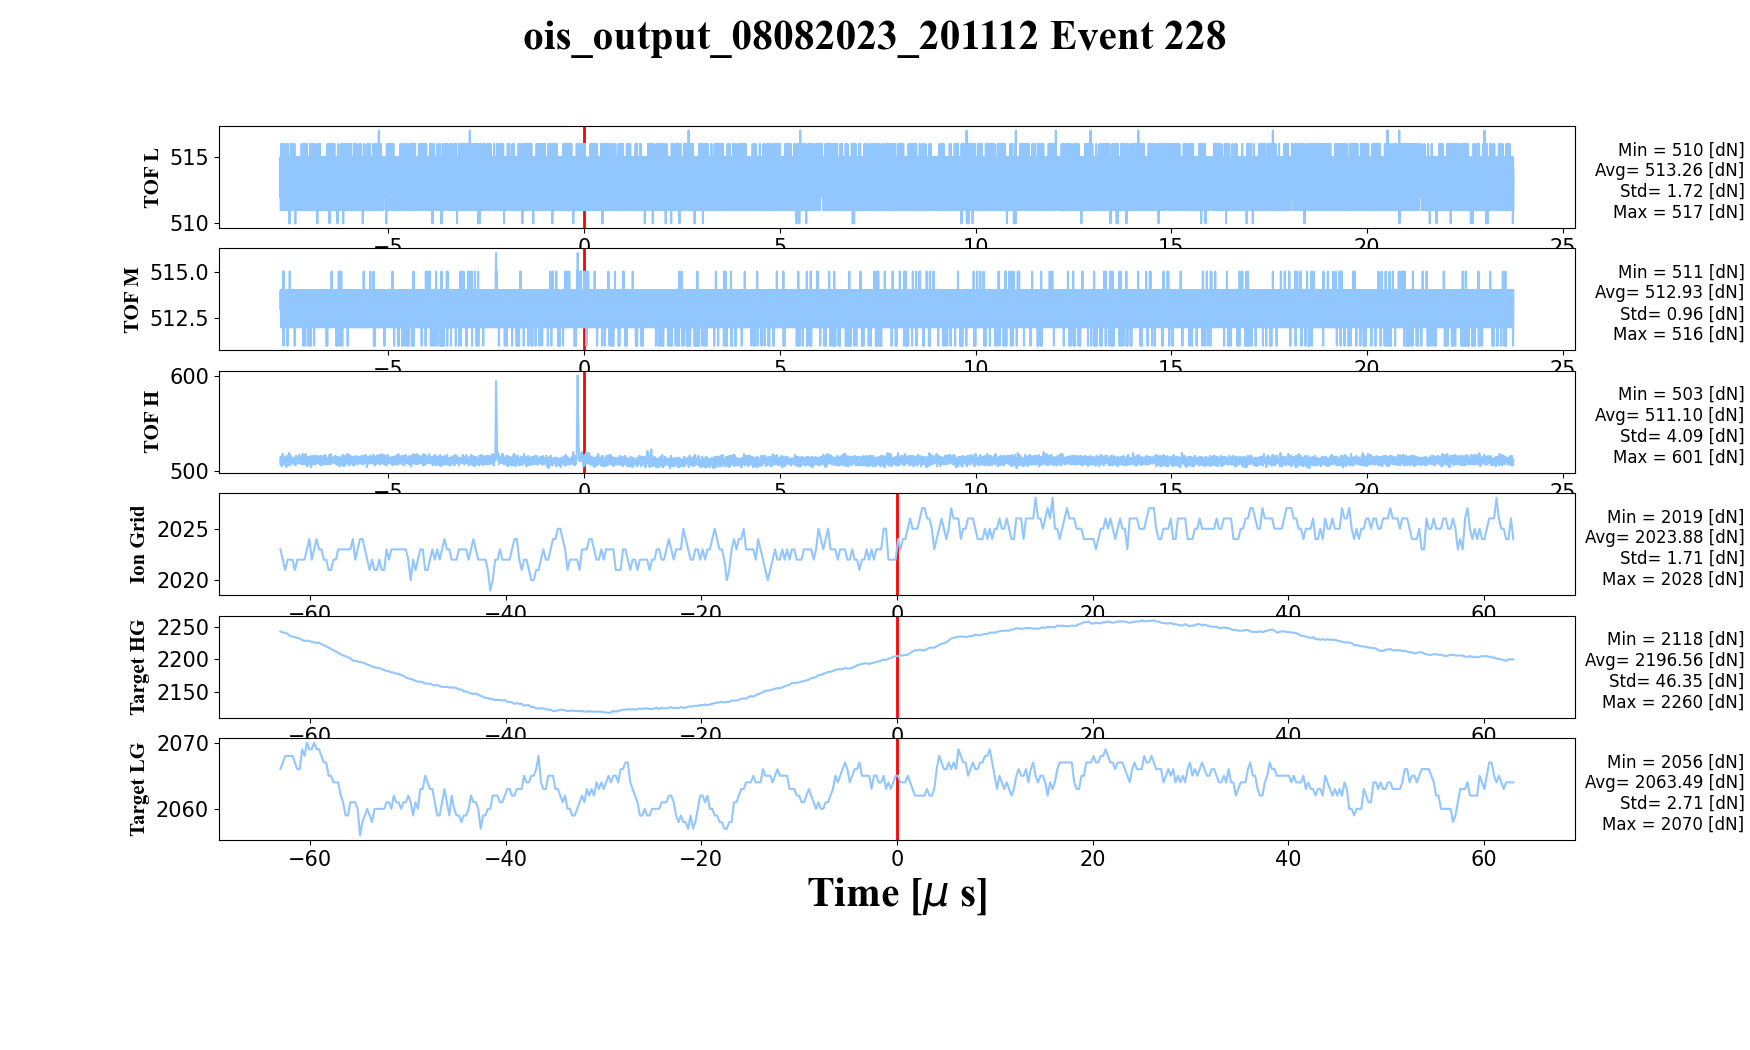 ois_output_08082023_201112 Event 228
TOF L
515
510
Min = 510 [dN]
Avg= 513.26 [dN]
Std= 1.72 [dN]
Max = 517 [dN]
−5 0 5 10 15 20 25
TOF M
515.0
512.5
Min = 511 [dN]
Avg= 512.93 [dN]
Std= 0.96 [dN]
Max = 516 [dN]
−5 0 5 10 15 20 25
TOF H
600
500
Min = 503 [dN]
Avg= 511.10 [dN]
Std= 4.09 [dN]
Max = 601 [dN]
−5 0 5 10 15 20 25
Ion Grid
2025
2020
Min = 2019 [dN]
Avg= 2023.88 [dN]
Std= 1.71 [dN]
Max = 2028 [dN]
−60 −40 −20 0 20 40 60
Target HG
2250
2200
2150
Min = 2118 [dN]
Avg= 2196.56 [dN]
Std= 46.35 [dN]
Max = 2260 [dN]
−60 −40 −20 0 20 40 60
Target LG
2070
2060
Min = 2056 [dN]
Avg= 2063.49 [dN]
Std= 2.71 [dN]
Max = 2070 [dN]
−60 −40 −20 0 20 40 60
Time [μ s]